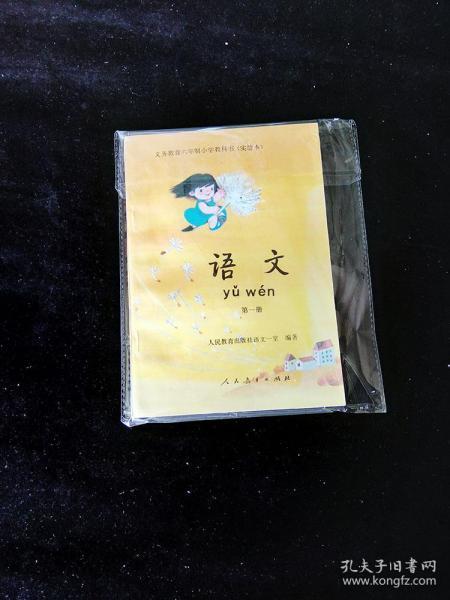 义务教育六年制小学教科书（实验本）
语 文
yǔ wén
第一册
人民教育出版社语文一室 编著
人民教育出版社
孔夫子旧书网
www.kongfz.com